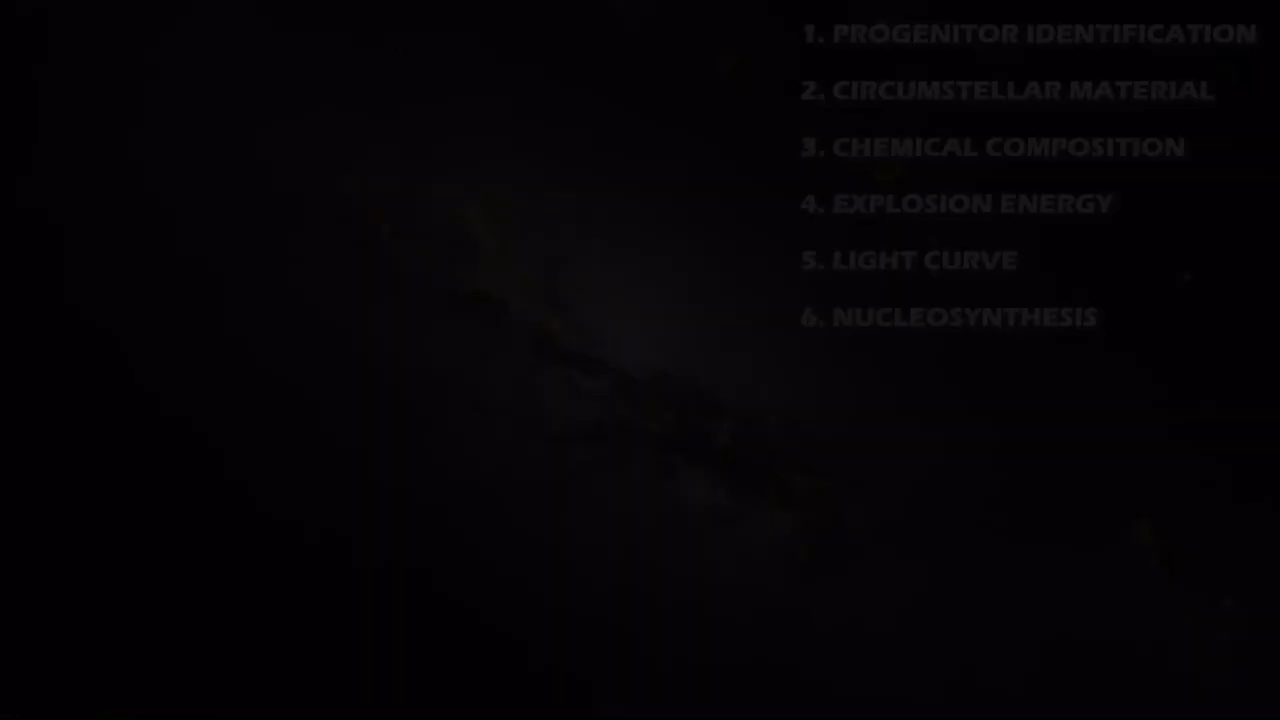 1. PROGENITOR IDENTIFICATION
2. CIRCUMSTELLAR MATERIAL
3. CHEMICAL COMPOSITION
4. EXPLOSION ENERGY
5. LIGHT CURVE
6. NUCLEOSYNTHESIS